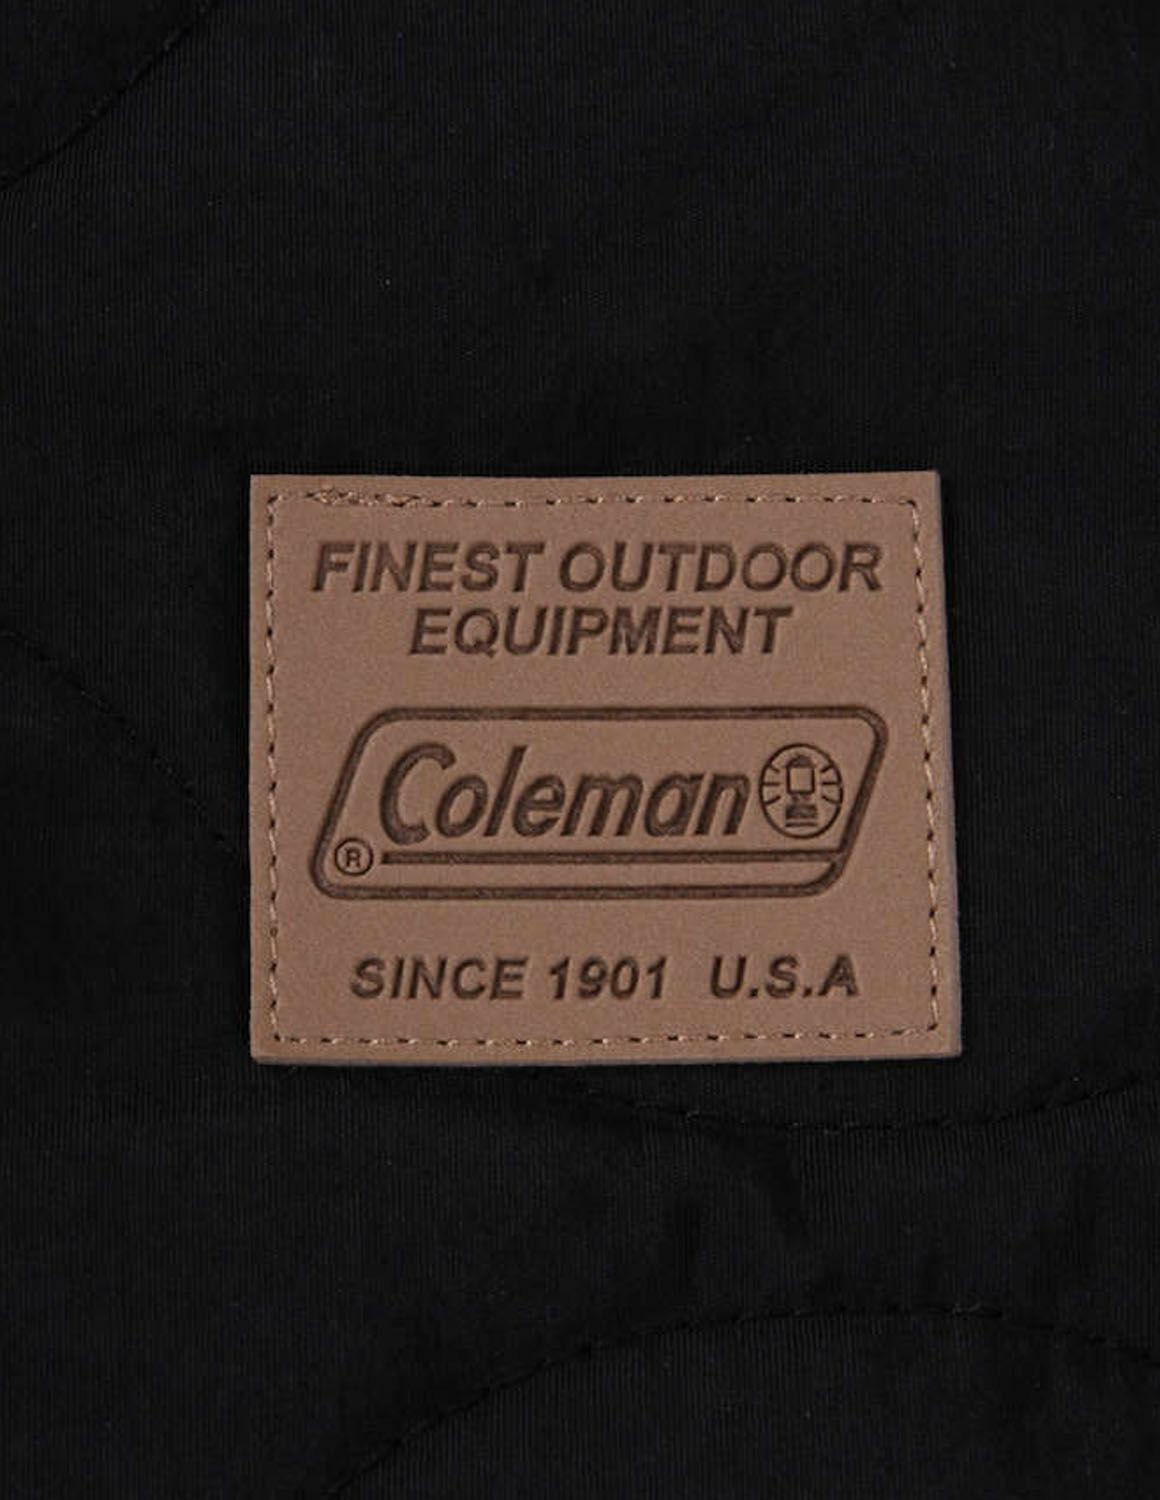 FINEST OUTDOOR
EQUIPMENT
Coleman
®
SINCE 1901 U.S.A